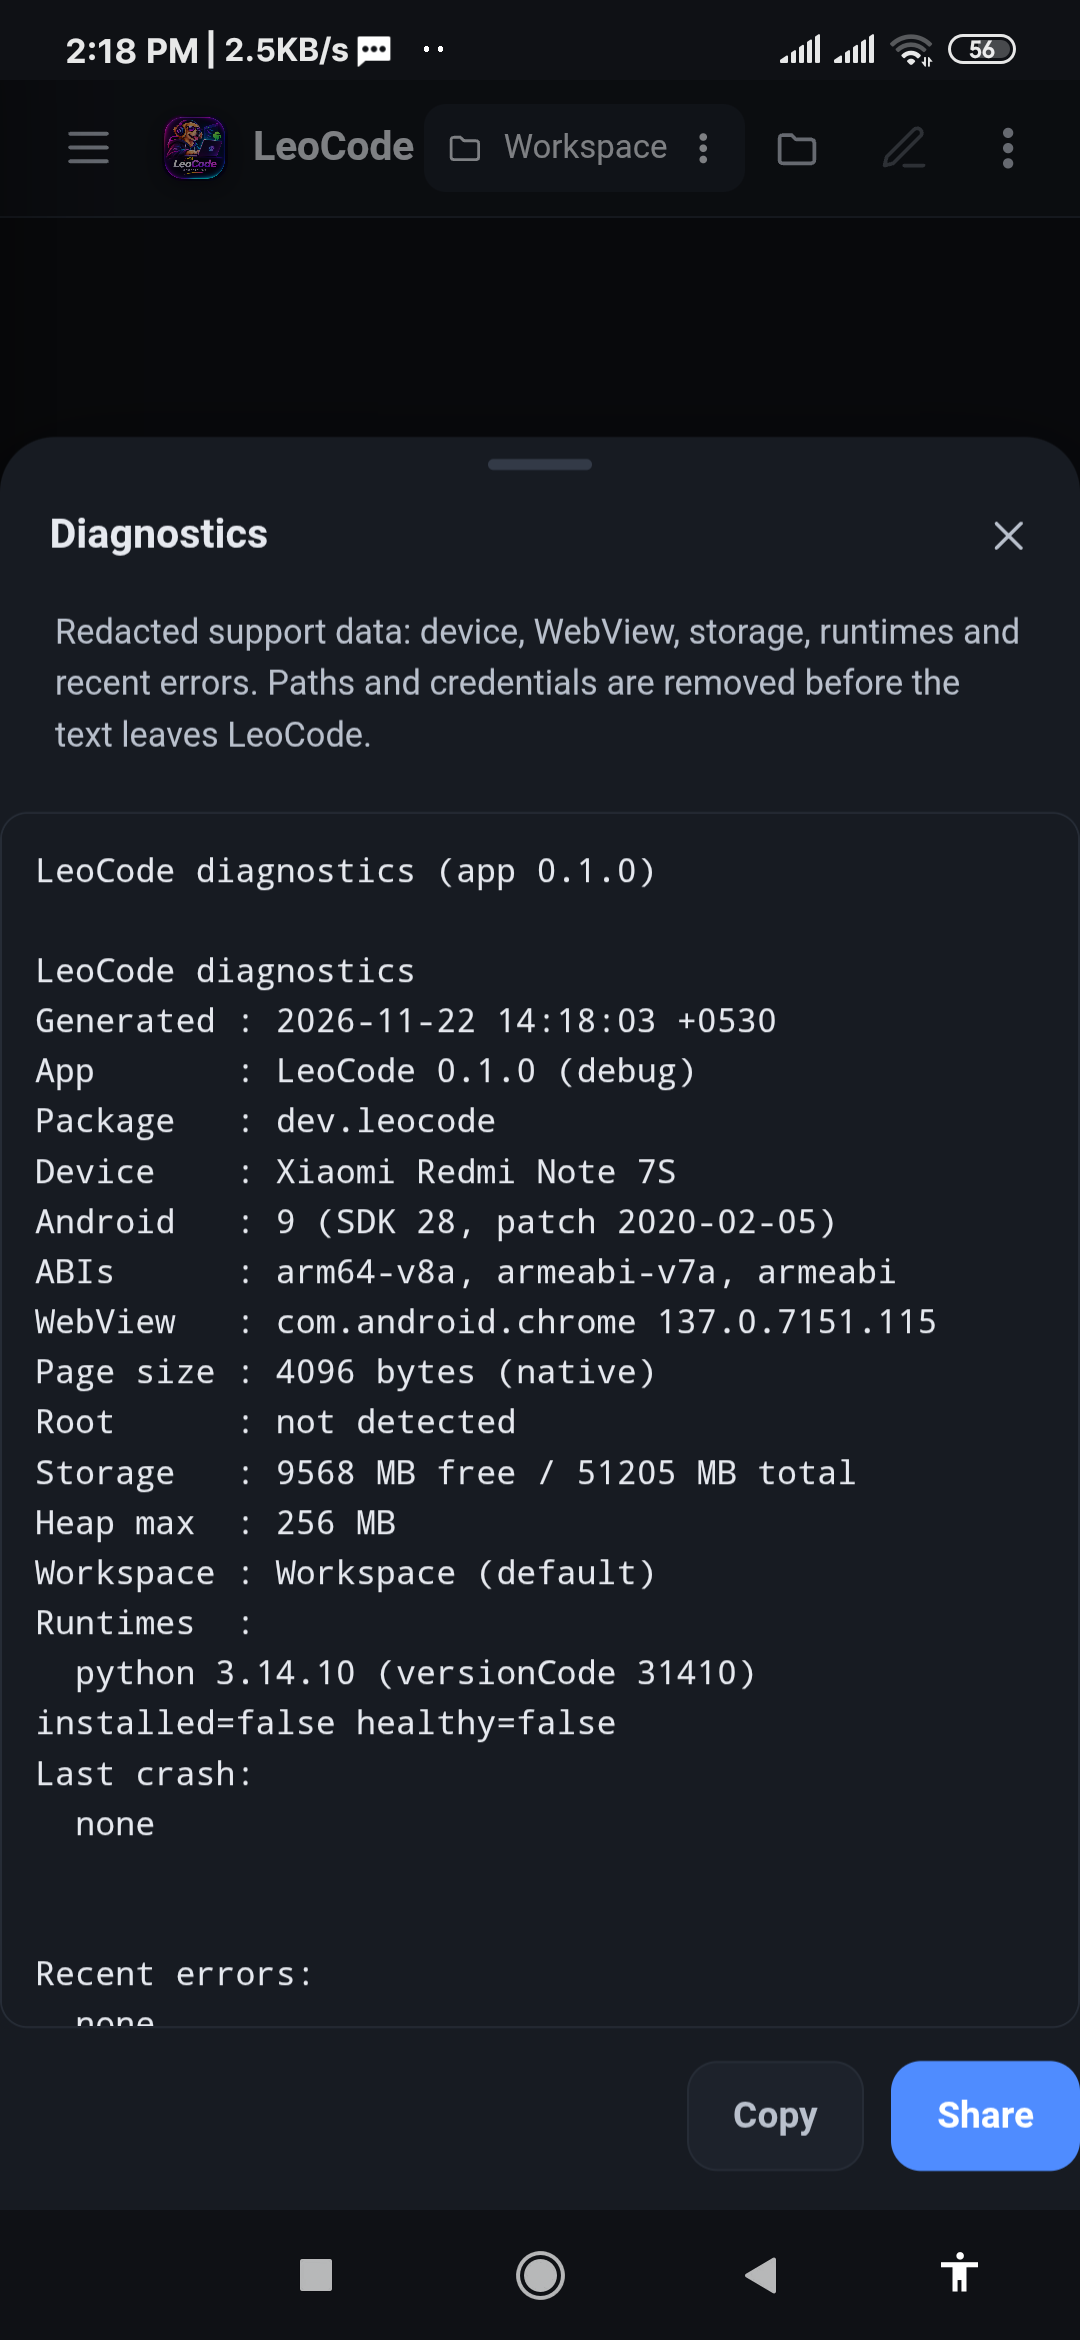 2:18 PM | 2.5KB/s
56
LeoCode
Workspace
LeoCode
Diagnostics
Redacted support data: device, WebView, storage, runtimes and
recent errors. Paths and credentials are removed before the
text leaves LeoCode.
LeoCode diagnostics (app 0.1.0)
LeoCode diagnostics
Generated : 2026-11-22 14:18:03 +0530
App : LeoCode 0.1.0 (debug)
Package : dev.leocode
Device : Xiaomi Redmi Note 7S
Android : 9 (SDK 28, patch 2020-02-05)
ABIs : arm64-v8a, armeabi-v7a, armeabi
WebView : com.android.chrome 137.0.7151.115
Page size : 4096 bytes (native)
Root : not detected
Storage : 9568 MB free / 51205 MB total
Heap max : 256 MB
Workspace : Workspace (default)
Runtimes :
python 3.14.10 (versionCode 31410)
installed=false healthy=false
Last crash:
none
Recent errors:
none
Copy
Share